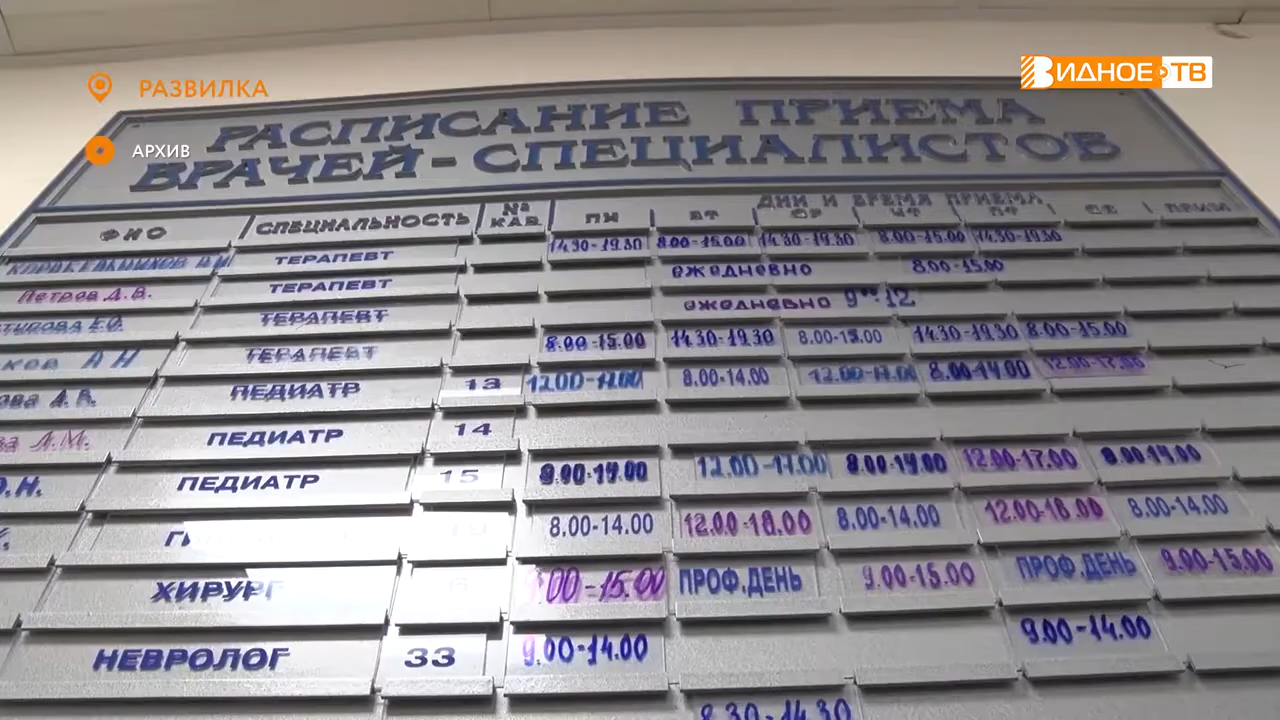 РАЗВИЛКА
ВИДНОЕ ТВ
АРХИВ
РАСПИСАНИЕ ПРИЕМА
ВРАЧЕЙ-СПЕЦИАЛИСТОВ
ФИО СПЕЦИАЛЬНОСТЬ № КАБ. ДНИ И ВРЕМЯ ПРИЕМА
ПН ВТ СР ЧТ ПТ СБ ПРИМ
ТЕРАПЕВТ 14.30-19.30 8.00-15.00 14.30-19.30 8.00-15.00 14.30-19.30
Петров Д.В. ТЕРАПЕВТ ежедневно 8.00-15.00
ТЕРАПЕВТ ежедневно 9⁰⁰-12
А Н ТЕРАПЕВТ 8.00-15.00 14.30-19.30 8.00-15.00 14.30-19.30 8.00-15.00
ПЕДИАТР 13 12.00-17.00 8.00-14.00 12.00-17.00 8.00-14.00 12.00-17.00
ПЕДИАТР 14
ПЕДИАТР 15 9.00-14.00 12.00-17.00 8.00-14.00 12.00-17.00 8.00-14.00
8.00-14.00 12.00-18.00 8.00-14.00 12.00-18.00 8.00-14.00
ХИРУРГ 9.00-15.00 ПРОФ.ДЕНЬ 9.00-15.00 ПРОФ.ДЕНЬ 9.00-15.00
НЕВРОЛОГ 33 9.00-14.00 9.00-14.00
8.30-14.30